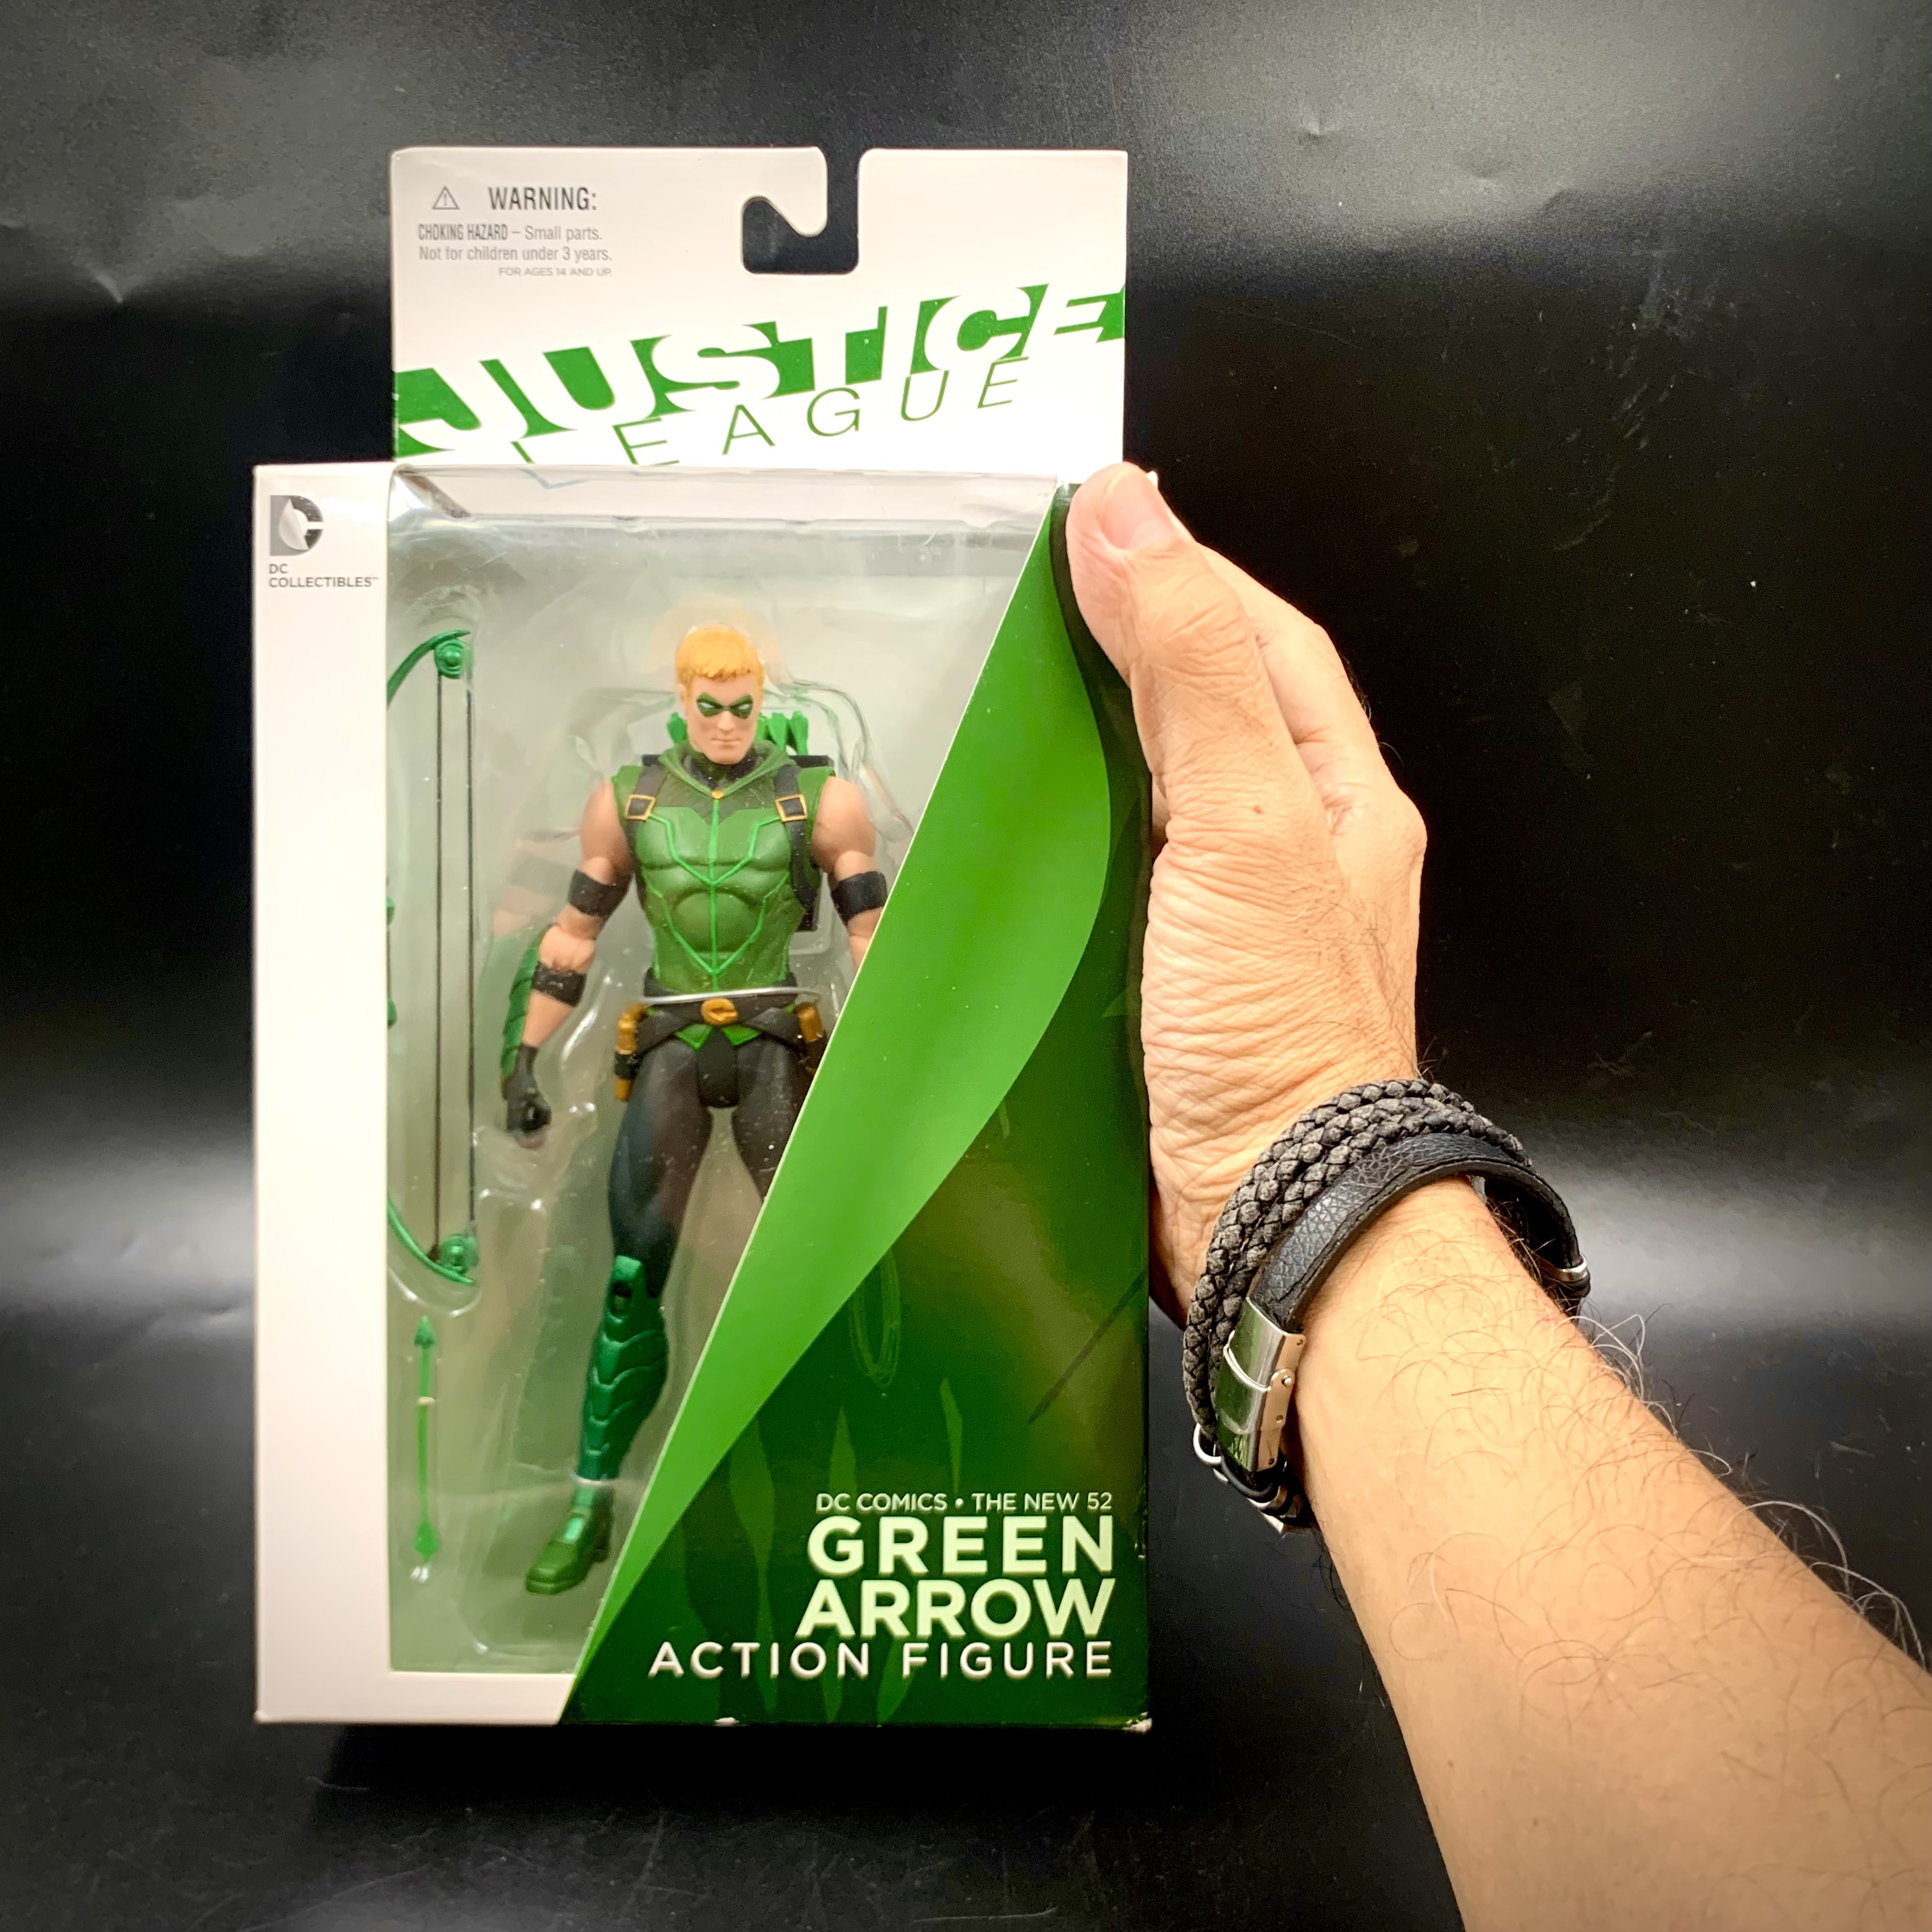 WARNING:
CHOKING HAZARD – Small parts.
Not for children under 3 years.
FOR AGES 14 AND UP.
JUSTICE
LEAGUE
DC
COLLECTIBLES™
DC COMICS • THE NEW 52
GREEN
ARROW
ACTION FIGURE